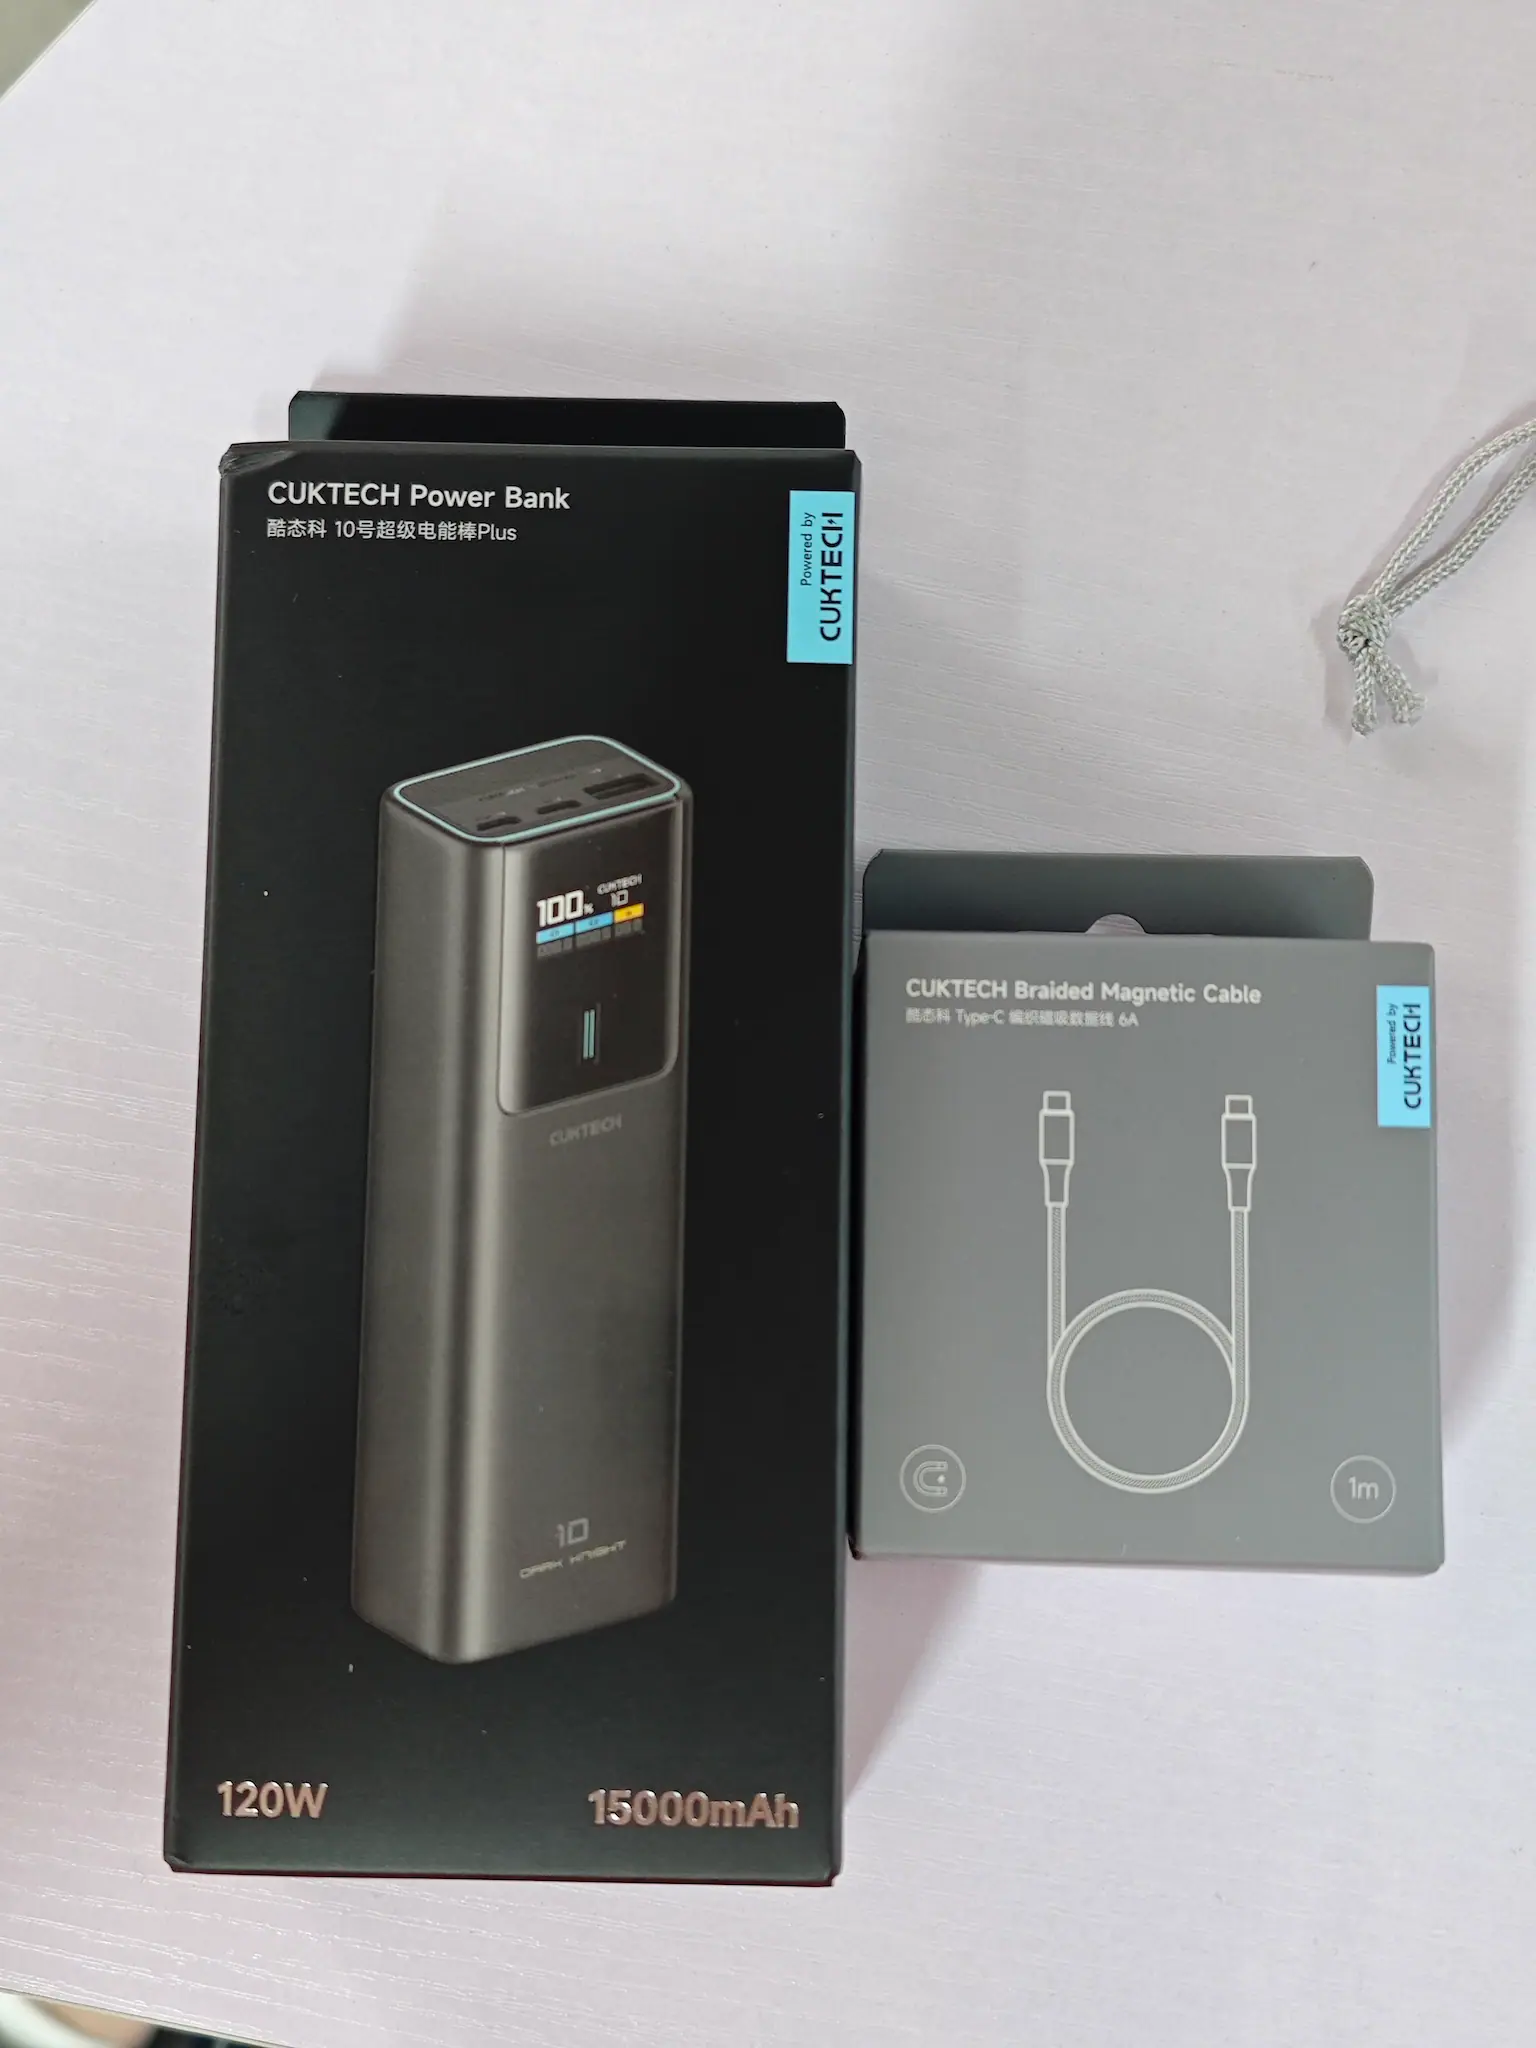 CUKTECH Power Bank
酷态科 10号超级电能棒Plus
Powered by
CUKTECH
100%
CUKTECH
10
CUKTECH
10
DARK KNIGHT
120W
15000mAh
CUKTECH Braided Magnetic Cable
酷态科 Type-C 编织磁吸数据线 6A
Powered by
CUKTECH
1m